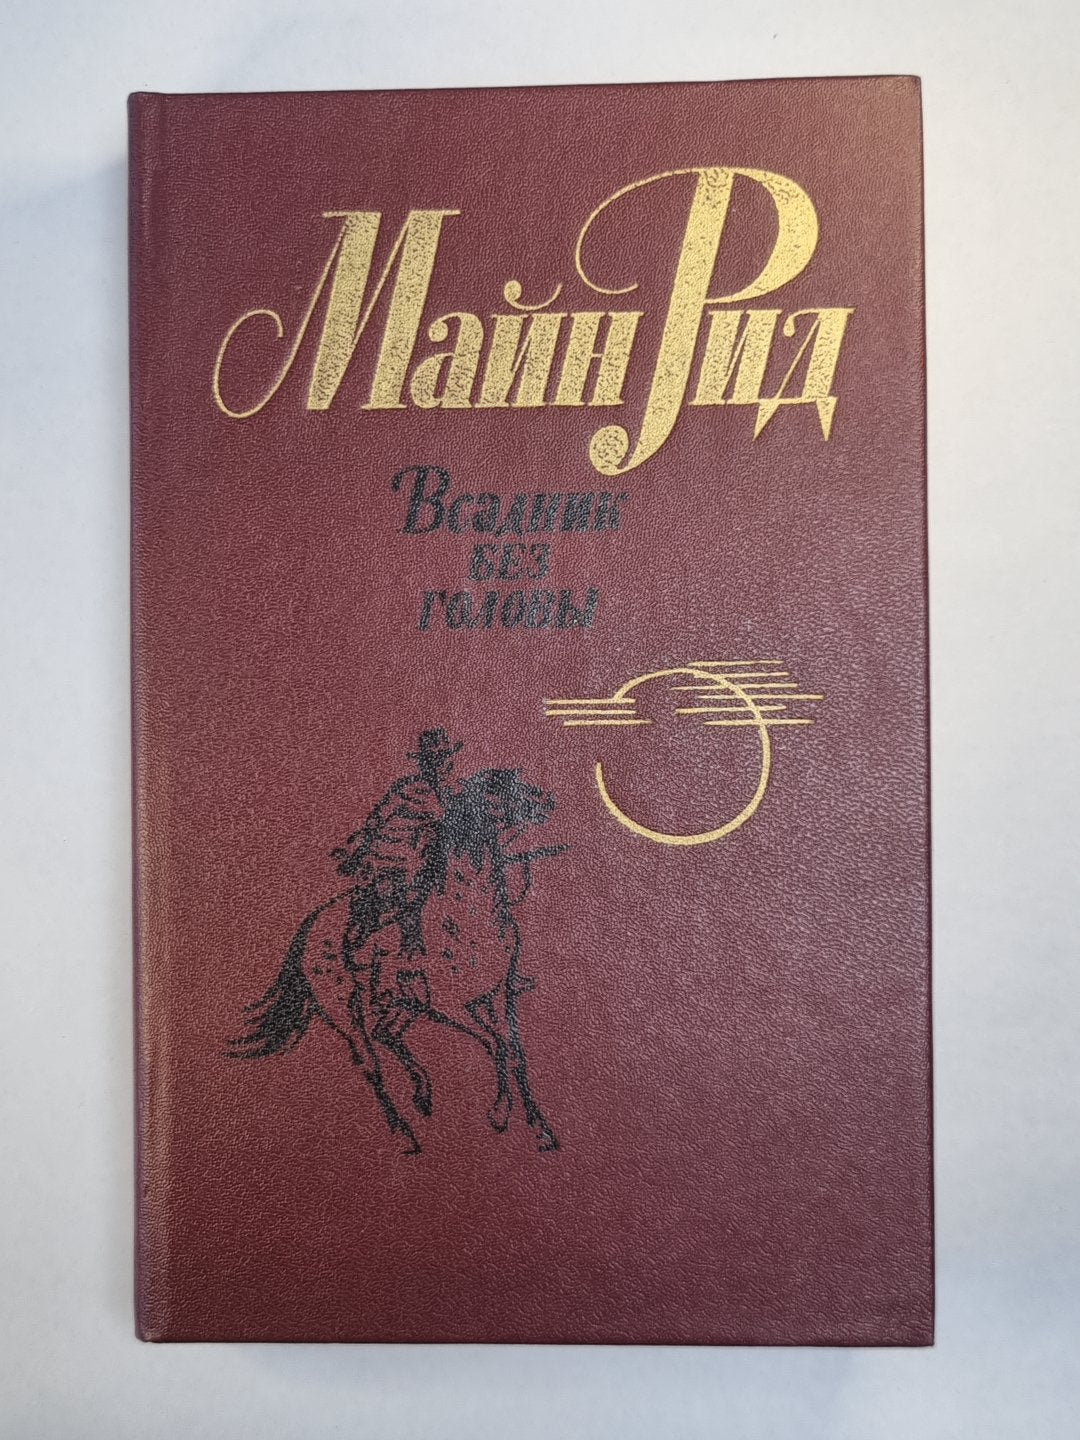 Майн Рид
Всадник
без
головы